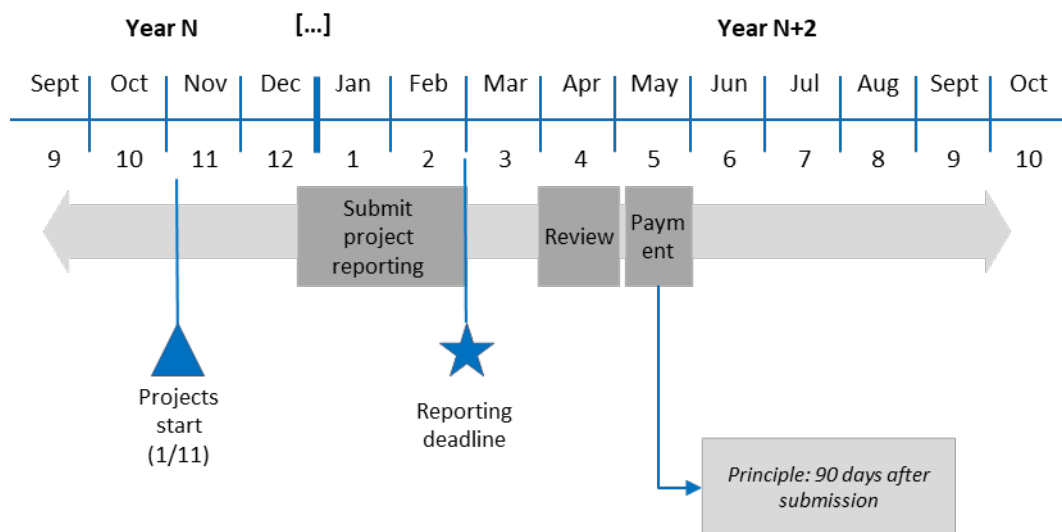 Year N
[...]
Year N+2
Sept Oct Nov Dec Jan Feb Mar Apr May Jun Jul Aug Sept Oct
9 10 11 12 1 2 3 4 5 6 7 8 9 10
Submit
project
reporting
Review
Paym
ent
Projects
start
(1/11)
Reporting
deadline
Principle: 90 days after
submission